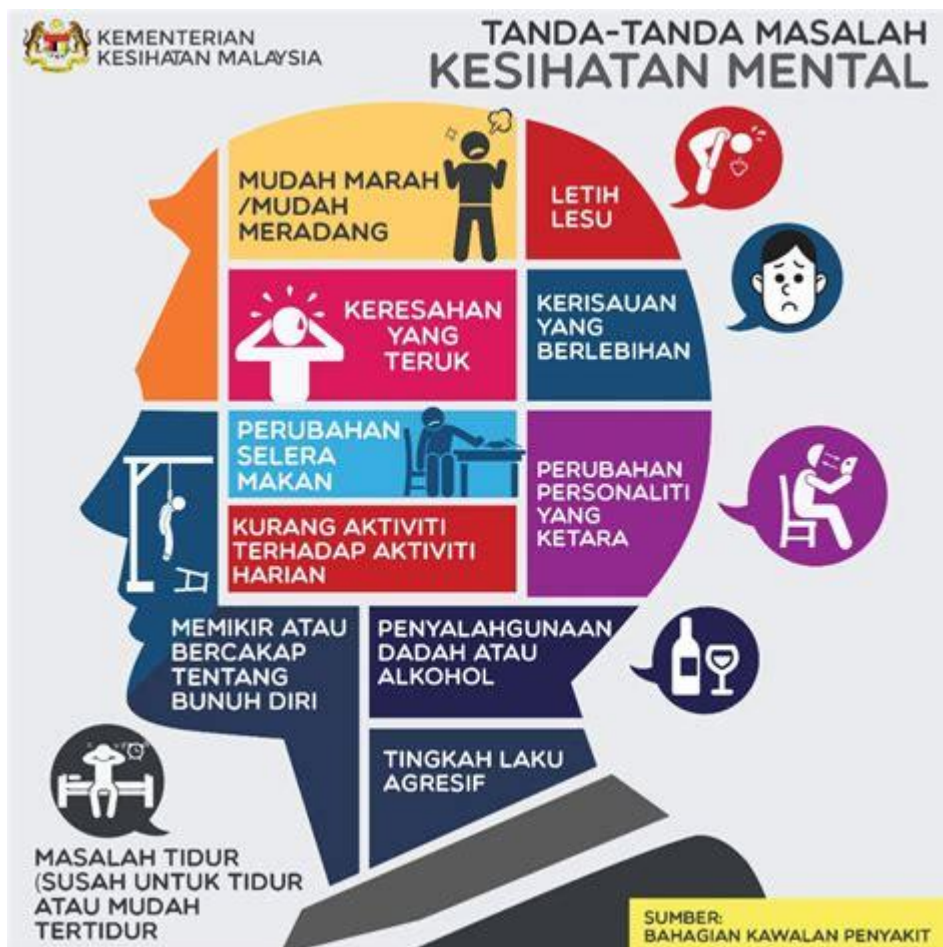 KEMENTERIAN
KESIHATAN MALAYSIA
TANDA-TANDA MASALAH
KESIHATAN MENTAL
MUDAH MARAH
/MUDAH
MERADANG
LETIH
LESU
KERESAHAN
YANG
TERUK
KERISAUAN
YANG
BERLEBIHAN
PERUBAHAN
SELERA
MAKAN
PERUBAHAN
PERSONALITI
YANG
KETARA
KURANG AKTIVITI
TERHADAP AKTIVITI
HARIAN
MEMIKIR ATAU
BERCAKAP
TENTANG
BUNUH DIRI
PENYALAHGUNAAN
DADAH ATAU
ALKOHOL
TINGKAH LAKU
AGRESIF
MASALAH TIDUR
(SUSAH UNTUK TIDUR
ATAU MUDAH
TERTIDUR
SUMBER:
BAHAGIAN KAWALAN PENYAKIT